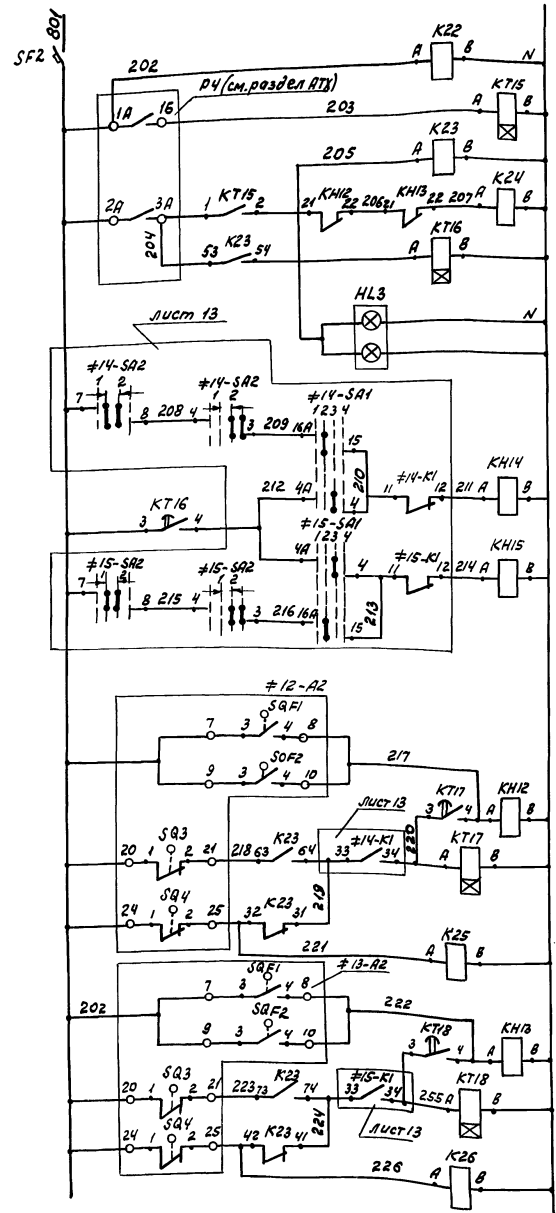 801
SF2
202
A K22 B N
P4 (см. раздел АТХ)
1A 16
203
A KT15 B
205
A K23 B
2A 3A
1 KT15 2
21 KH12 22 206 21 KH13 22 207 A K24 B
204
53 K23 54
A KT16 B
HL3
N
лист 13
≠14-SA2
1 2
7
8 208 4
≠14-SA2
1 2
3 209 16A
≠14-SA1
1 2 3 4
15
210
4
212 4A
11 ≠14-K1 12 211 A KH14 B
KT16
3 4
≠15-SA1
1 2 3 4
4A
4
213
15
11 ≠15-K1 12 214 A KH15 B
≠15-SA2
1 2
7
8 215 4
≠15-SA2
1 2
3 216 16A
≠12-A2
SQF1
7 3 4 8
SQF2
9 3 4 10
217
KT17
3 4 A KH12 B
лист 13
220
SQ3
20 1 2 21 218 63 K23 64
33 ≠14-K1 34
A KT17 B
219
SQ4
24 1 2 25 32 K23 31
221
A K25 B
≠13-A2
SQF1
7 3 4 8
202
SQF2
9 3 4 10
222
KT18
3 4 A KH13 B
SQ3
20 1 2 21 223 73 K23 74
33 ≠15-K1 34 255 A KT18 B
224
лист 13
SQ4
24 1 2 25 42 K23 41
226
A K26 B